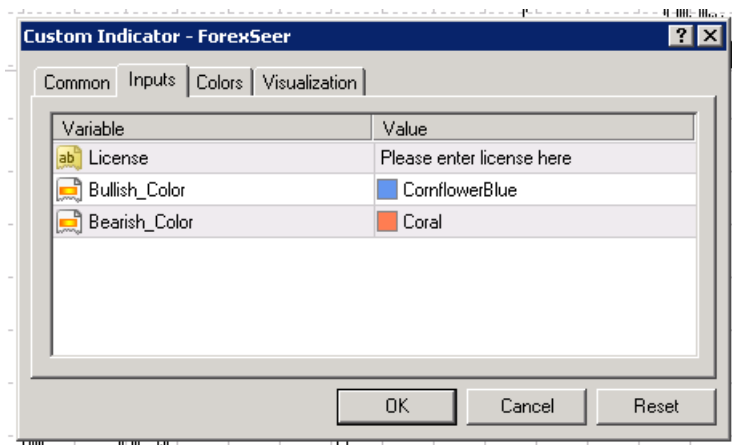 Custom Indicator - ForexSeer ? X
Common Inputs Colors Visualization
Variable Value
ab License Please enter license here
Bullish_Color CornflowerBlue
Bearish_Color Coral
OK Cancel Reset